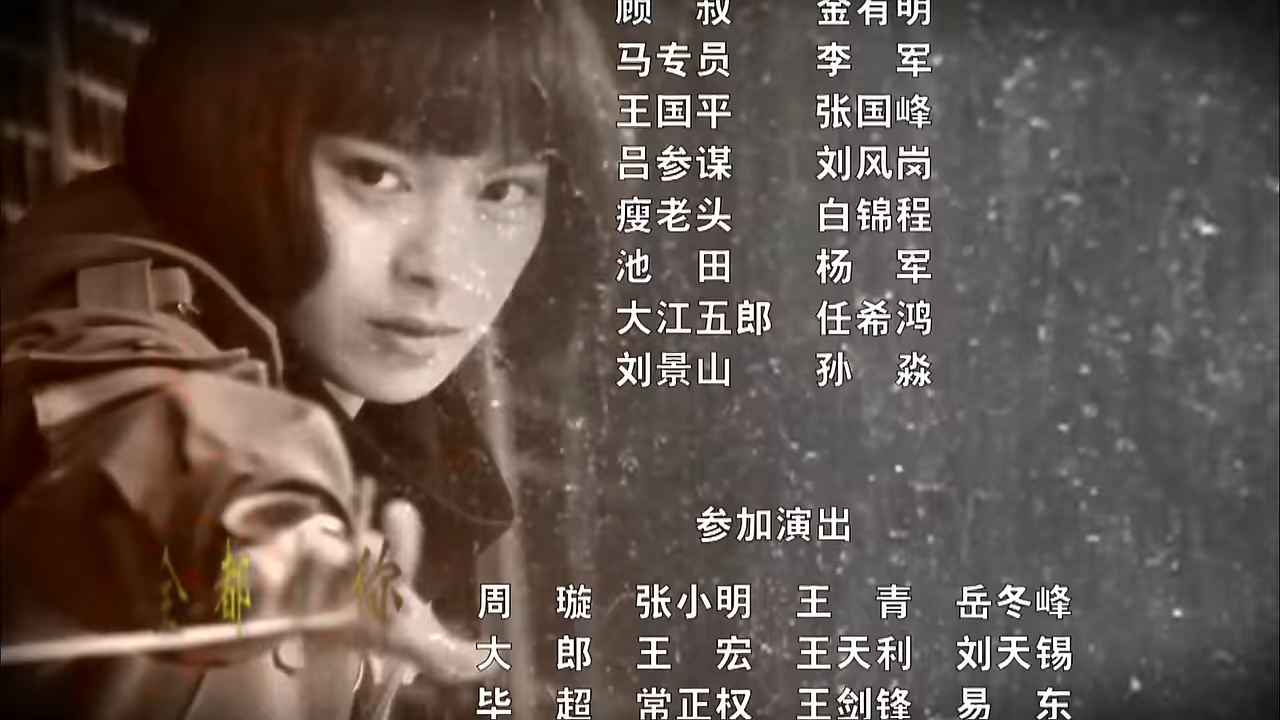 顾 叔 金有明
马专员 李 军
王国平 张国峰
吕参谋 刘风岗
瘦老头 白锦程
池 田 杨 军
大江五郎 任希鸿
刘景山 孙 淼
参加演出
周 璇 张小明 王 青 岳冬峰
大 郎 王 宏 王天利 刘天锡
毕 超 常正权 王剑锋 易 东
都 你